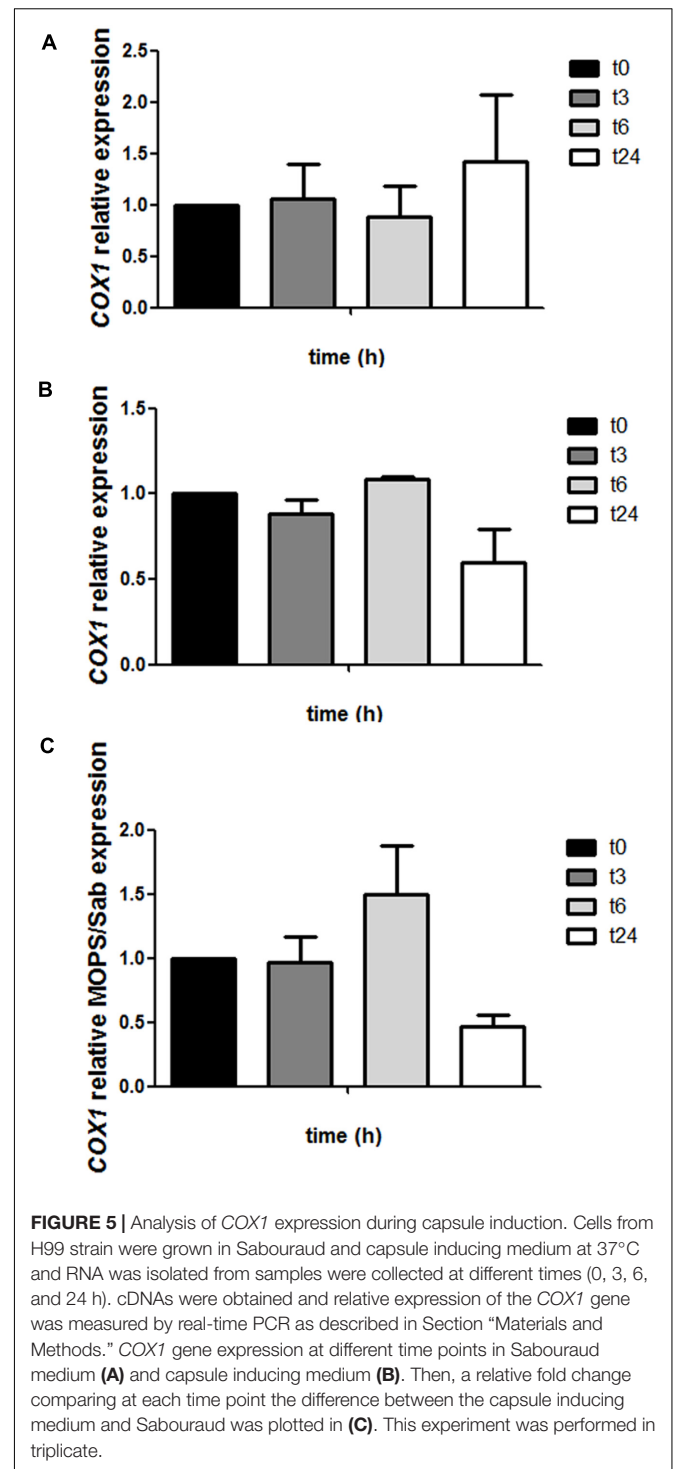 A
COX1 relative expression
2.5
2.0
1.5
1.0
0.5
0.0
time (h)
t0
t3
t6
t24
B
COX1 relative expression
1.5
1.0
0.5
0.0
time (h)
t0
t3
t6
t24
C
COX1 relative MOPS/Sab expression
2.0
1.5
1.0
0.5
0.0
time (h)
t0
t3
t6
t24
FIGURE 5 | Analysis of COX1 expression during capsule induction. Cells from
H99 strain were grown in Sabouraud and capsule inducing medium at 37°C
and RNA was isolated from samples were collected at different times (0, 3, 6,
and 24 h). cDNAs were obtained and relative expression of the COX1 gene
was measured by real-time PCR as described in Section “Materials and
Methods.” COX1 gene expression at different time points in Sabouraud
medium (A) and capsule inducing medium (B). Then, a relative fold change
comparing at each time point the difference between the capsule inducing
medium and Sabouraud was plotted in (C). This experiment was performed in
triplicate.